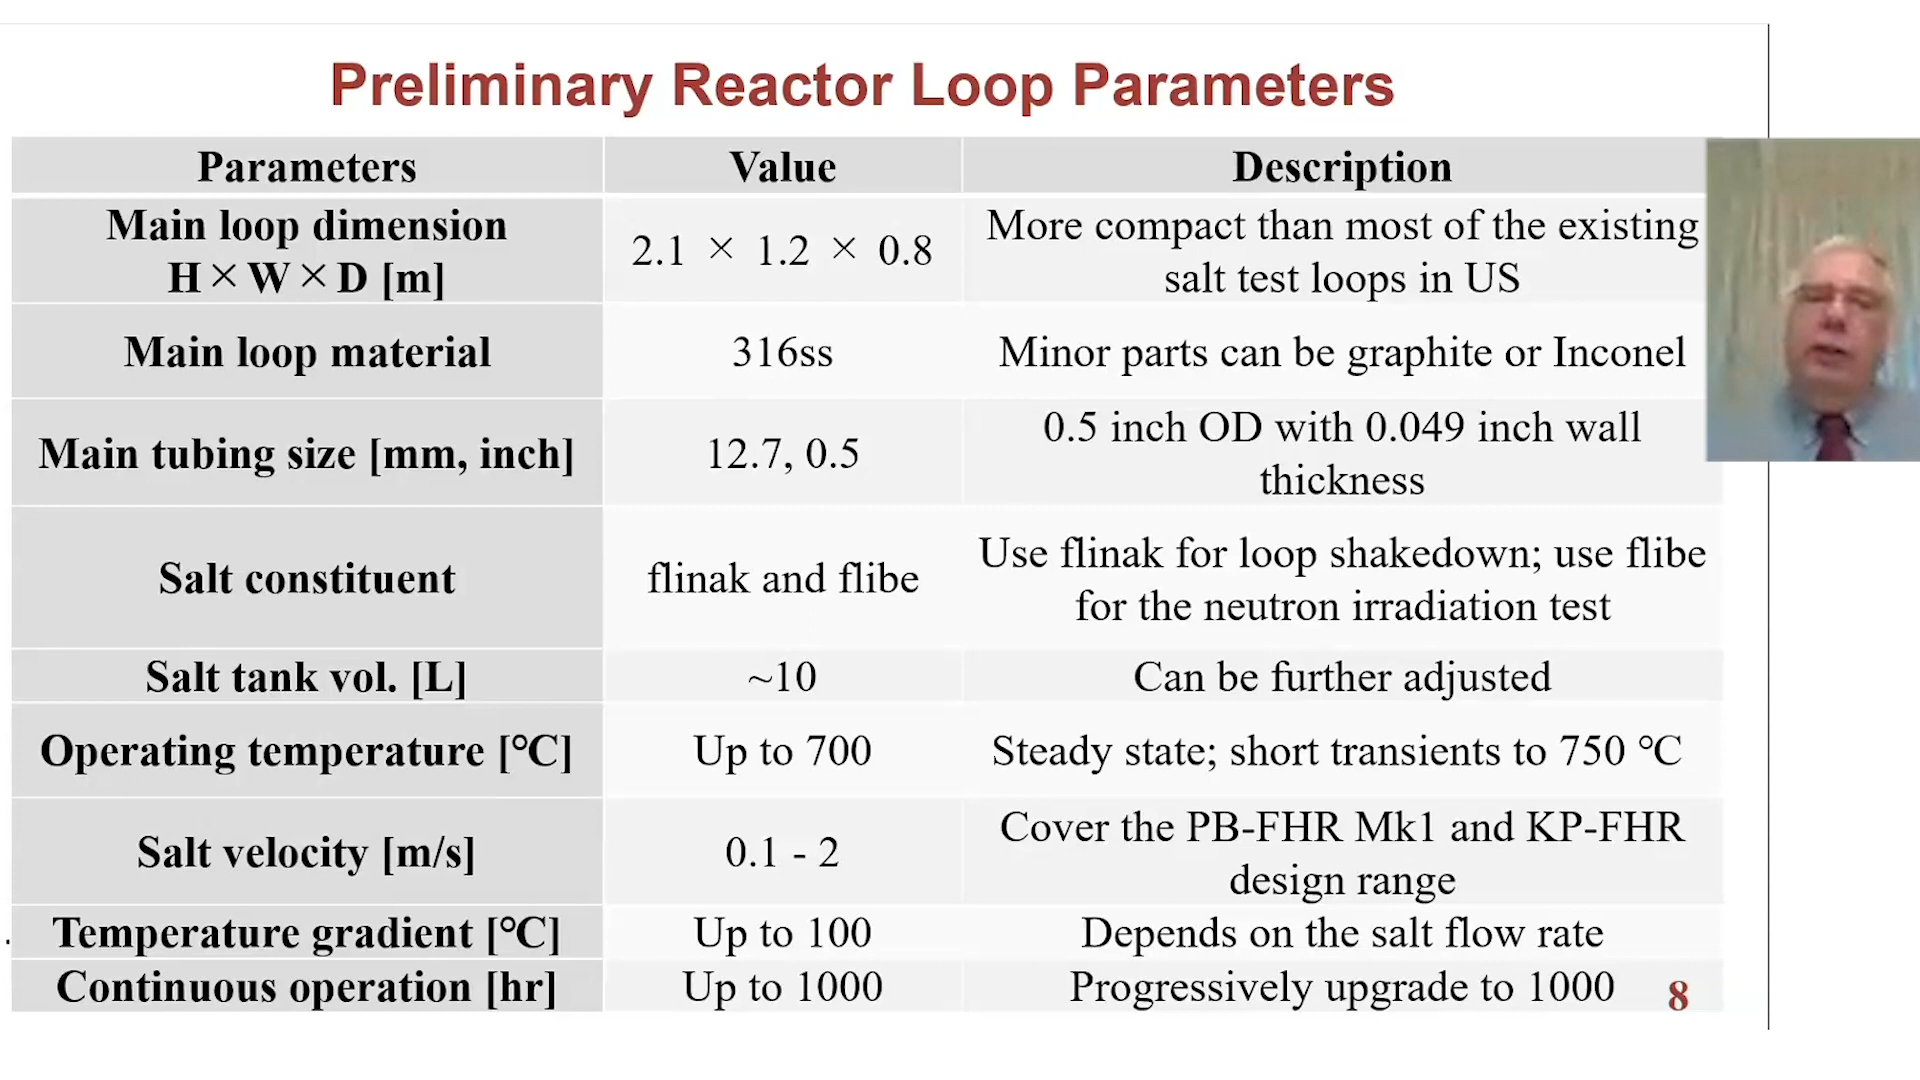 Preliminary Reactor Loop Parameters
Parameters Value Description
Main loop dimension
H × W × D [m]
2.1 × 1.2 × 0.8
More compact than most of the existing
salt test loops in US
Main loop material
316ss
Minor parts can be graphite or Inconel
Main tubing size [mm, inch]
12.7, 0.5
0.5 inch OD with 0.049 inch wall
thickness
Salt constituent
flinak and flibe
Use flinak for loop shakedown; use flibe
for the neutron irradiation test
Salt tank vol. [L]
~10
Can be further adjusted
Operating temperature [℃]
Up to 700
Steady state; short transients to 750 ℃
Salt velocity [m/s]
0.1 - 2
Cover the PB-FHR Mk1 and KP-FHR
design range
Temperature gradient [℃]
Up to 100
Depends on the salt flow rate
Continuous operation [hr]
Up to 1000
Progressively upgrade to 1000
8